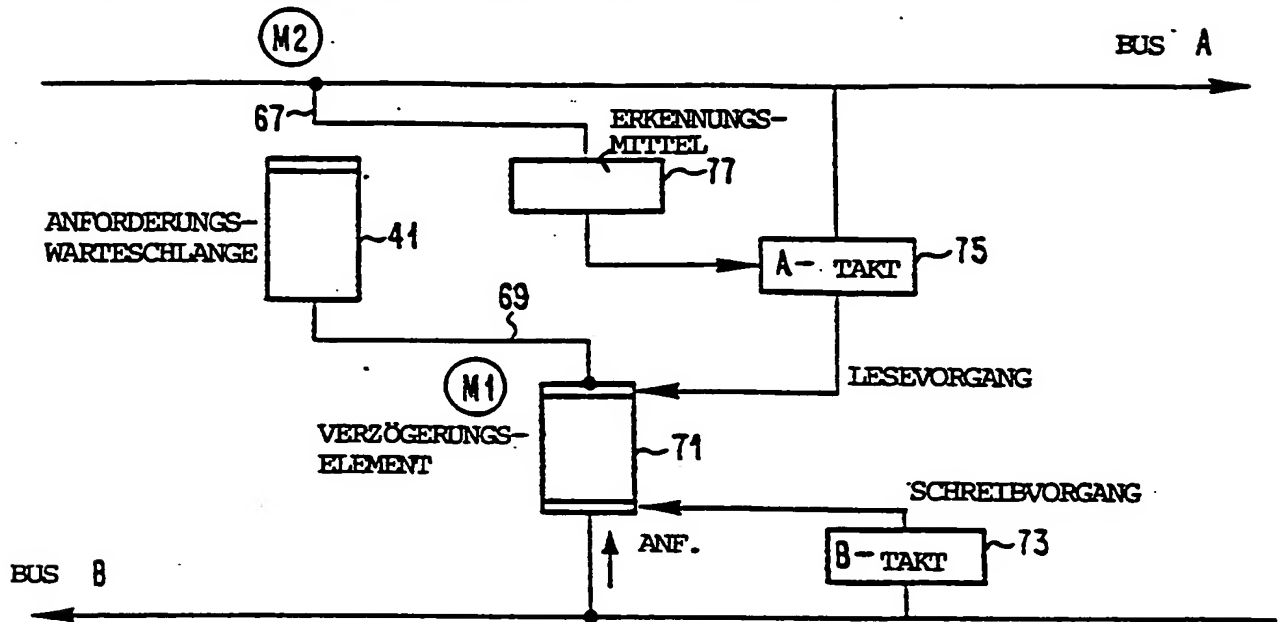 M2
BUS A
67
ERKENNUNGS-
MITTEL
77
ANFORDERUNGS-
WARTESCHLANGE
41
A- TAKT
75
69
LESEVORGANG
M1
VERZÖGERUNGS-
ELEMENT
71
SCHREIBVORGANG
ANF.
B- TAKT
73
BUS B